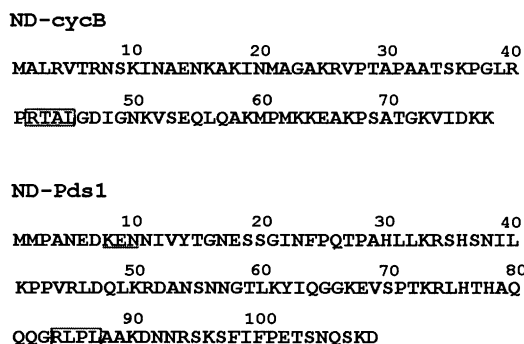 ND-cycB
10 20 30 40
MALRVTRNSKINAENKAKINMAGAKRVPTAPAATSKPGLR
50 60 70
PRTALGDIGNKVSEQLQAKMPMKKEAKPSATGKVIDKK
ND-Pds1
10 20 30 40
MMPANEDKENNIVYTGNESSGINFPQTPAHLLKRSHSNIL
50 60 70 80
KPPVRLDQLKRDANSNNGTLKYIQGGKEVSPTKRLHTHAQ
90 100
QQGRLPLAAKDNNRSKSFIFPETSNQSKD